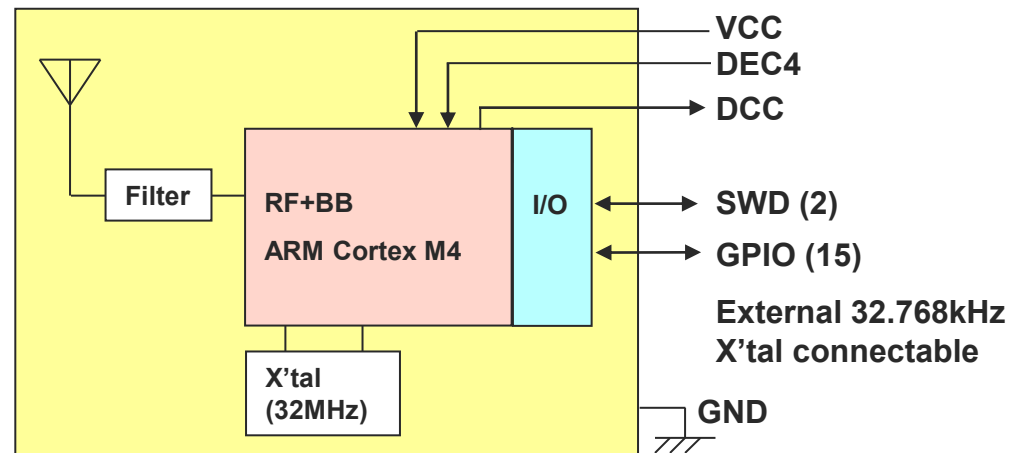 VCC
DEC4
DCC
Filter
RF+BB
ARM Cortex M4
I/O
SWD (2)
GPIO (15)
External 32.768kHz
X'tal connectable
X'tal
(32MHz)
GND